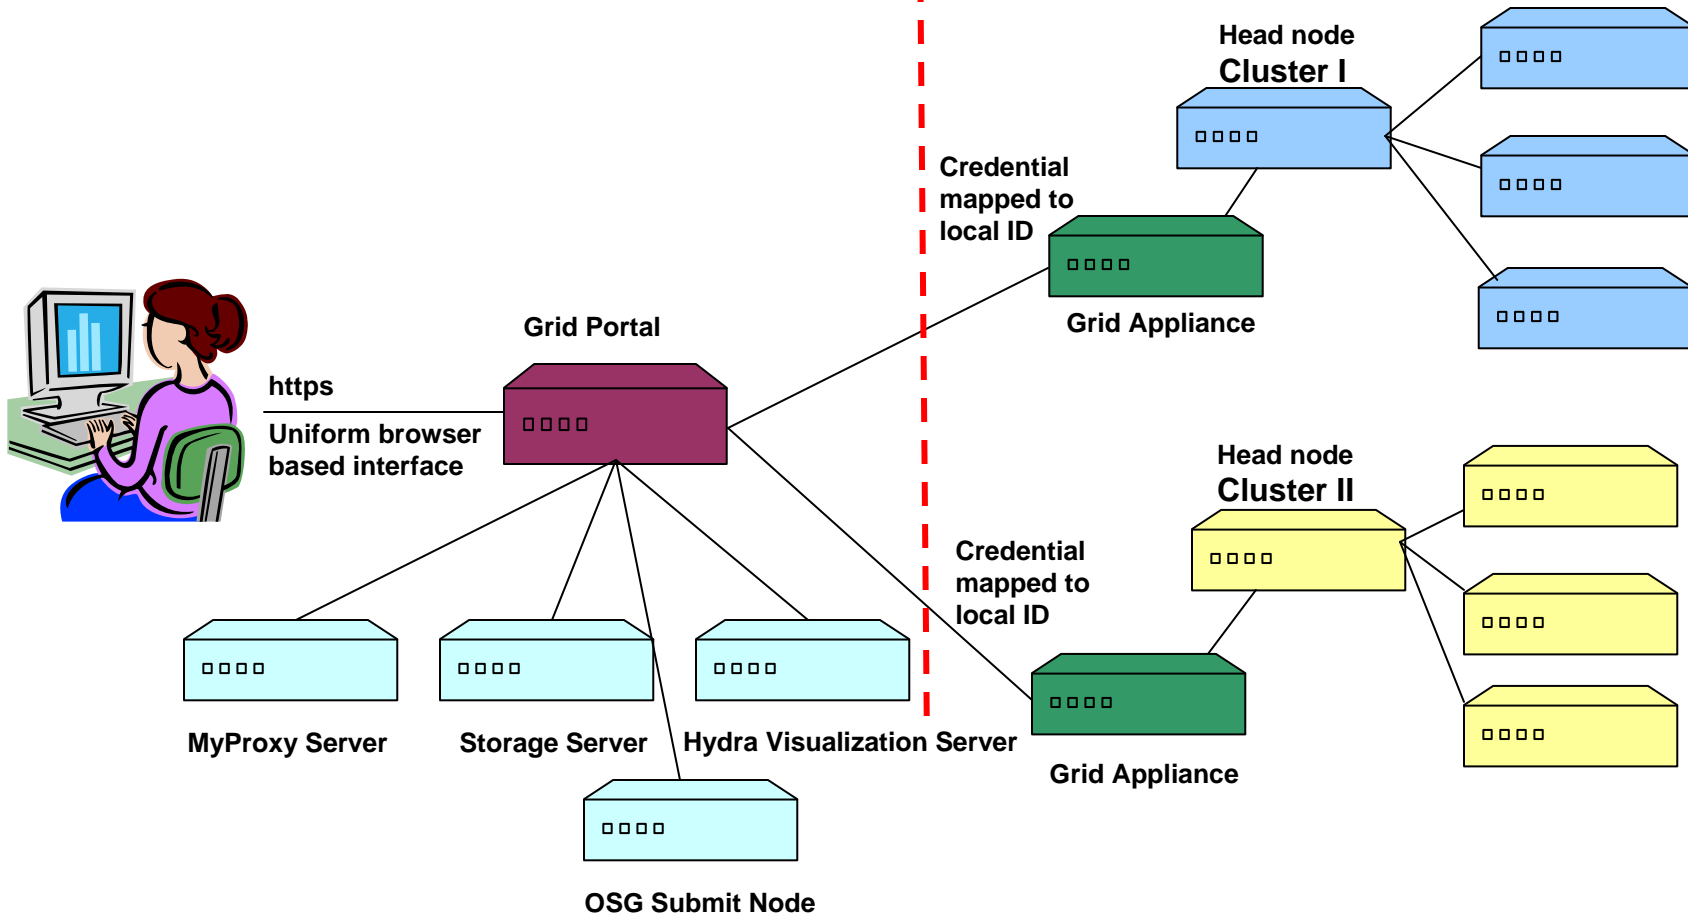 Head node
Cluster I
Credential
mapped to
local ID
Grid Appliance
Grid Portal
https
Uniform browser
based interface
Head node
Cluster II
Credential
mapped to
local ID
MyProxy Server
Storage Server
Hydra Visualization Server
Grid Appliance
OSG Submit Node